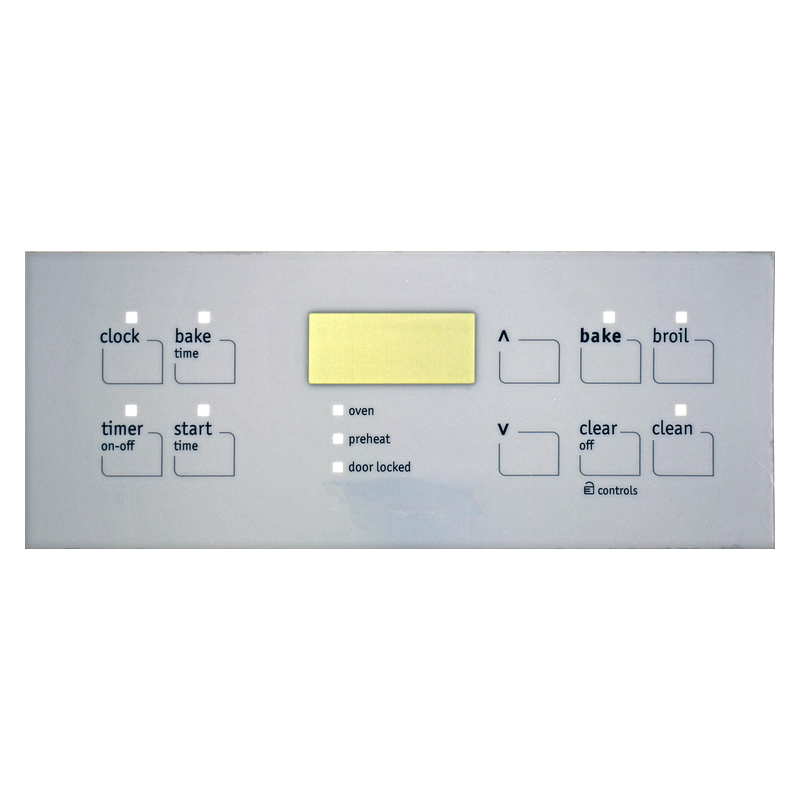 clock
bake
time
∧
bake
broil
oven
preheat
door locked
timer
on-off
start
time
∨
clear
off
clean
controls